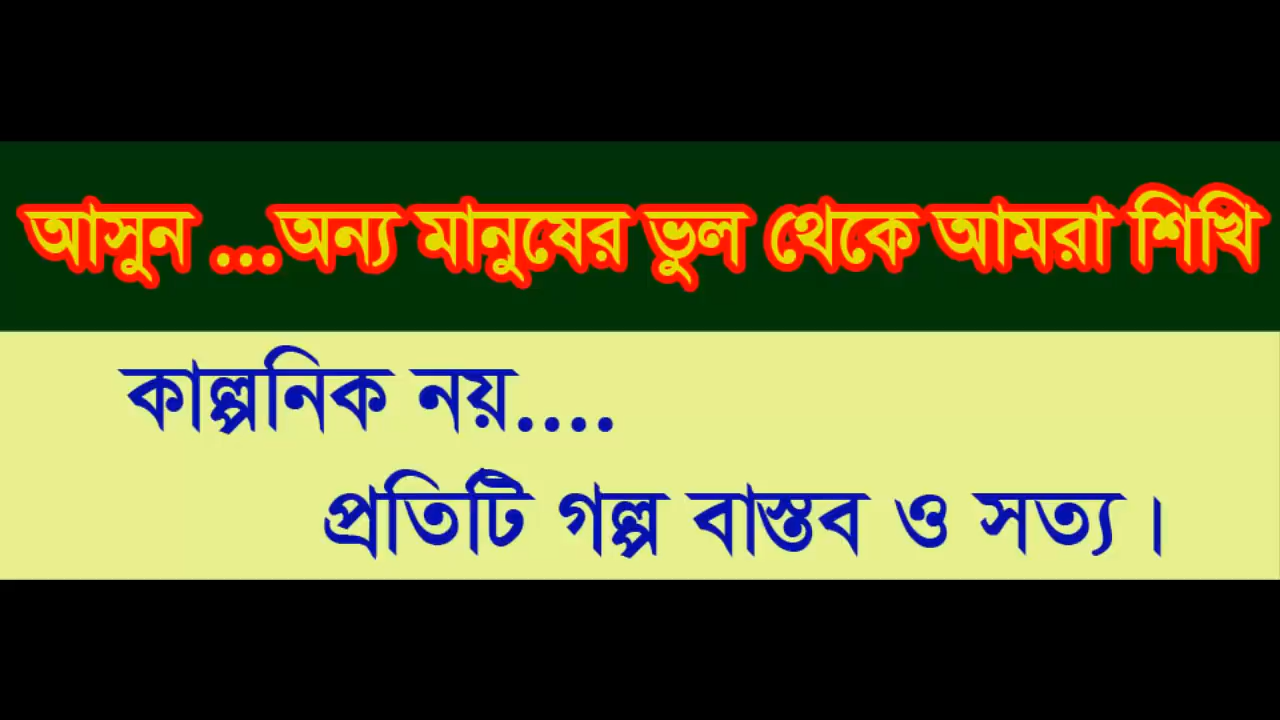 আসুন ...অন্য মানুষের ভুল থেকে আমরা শিখি
কাল্পনিক নয়....
প্রতিটি গল্প বাস্তব ও সত্য।